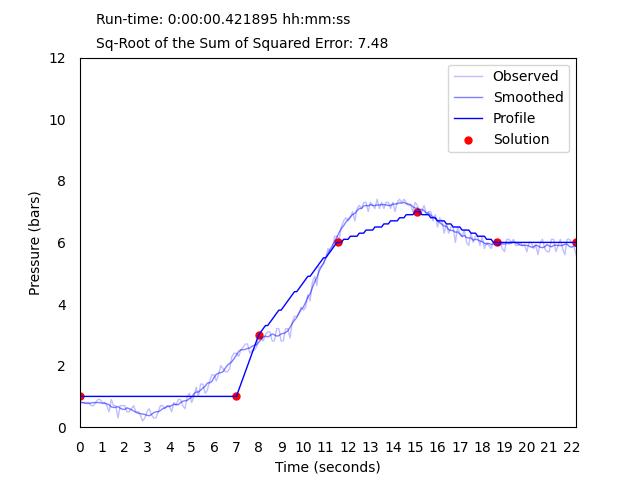 Run-time: 0:00:00.421895 hh:mm:ss
Sq-Root of the Sum of Squared Error: 7.48
12
10
8
6
4
2
0
Pressure (bars)
Observed
Smoothed
Profile
Solution
0 1 2 3 4 5 6 7 8 9 10 11 12 13 14 15 16 17 18 19 20 21 22
Time (seconds)